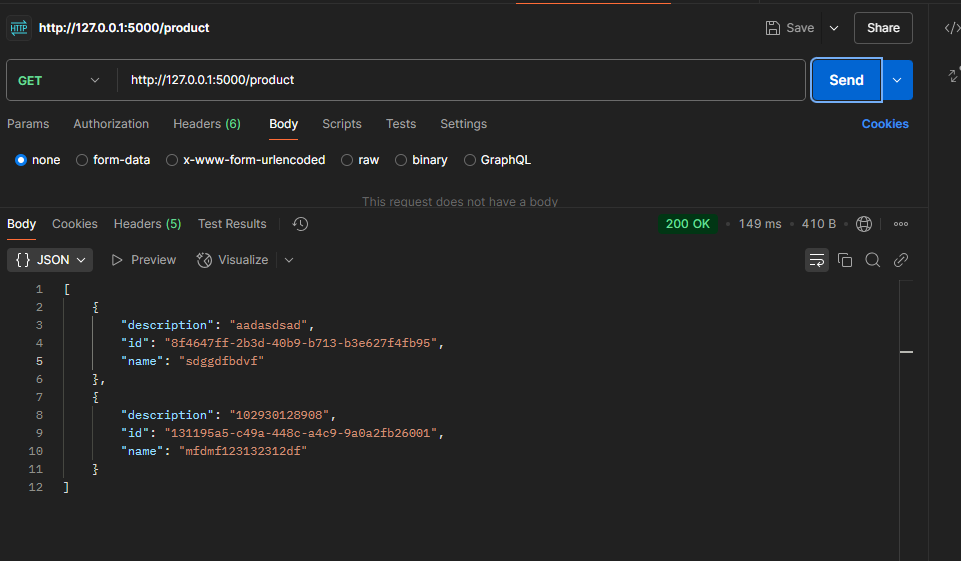 HTTP http://127.0.0.1:5000/product Save Share
GET http://127.0.0.1:5000/product Send
Params Authorization Headers (6) Body Scripts Tests Settings Cookies
none form-data x-www-form-urlencoded raw binary GraphQL
This request does not have a body
Body Cookies Headers (5) Test Results 200 OK • 149 ms • 410 B •
{} JSON Preview Visualize
1 [
2 {
3 "description": "aadasdsad",
4 "id": "8f4647ff-2b3d-40b9-b713-b3e627f4fb95",
5 "name": "sdggdfbdvf"
6 },
7 {
8 "description": "102930128908",
9 "id": "131195a5-c49a-448c-a4c9-9a0a2fb26001",
10 "name": "mfdmf123132312df"
11 }
12 ]